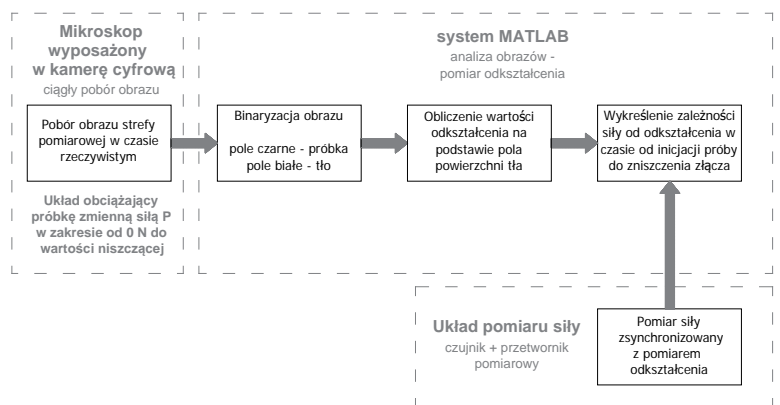 Mikroskop
wyposażony
w kamerę cyfrową
ciągły pobór obrazu
Pobór obrazu strefy
pomiarowej w czasie
rzeczywistym
Układ obciążający
próbkę zmienną siłą P
w zakresie od 0 N do
wartości niszczącej
system MATLAB
analiza obrazów -
pomiar odkształcenia
Binaryzacja obrazu
pole czarne - próbka
pole białe - tło
Obliczenie wartości
odkształcenia na
podstawie pola
powierzchni tła
Wykreślenie zależności
siły od odkształcenia w
czasie od inicjacji próby
do zniszczenia złącza
Układ pomiaru siły
czujnik + przetwornik
pomiarowy
Pomiar siły
zsynchronizowany
z pomiarem
odkształcenia